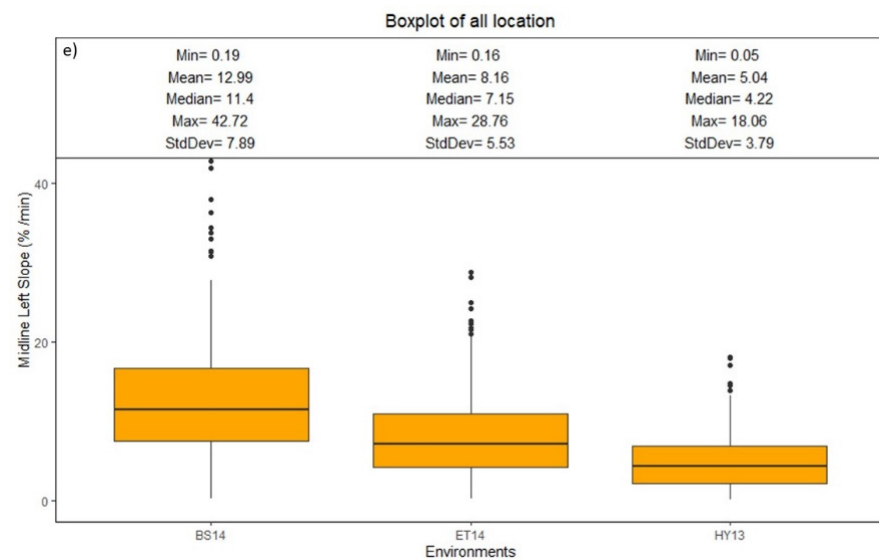 Boxplot of all location
e)
Min= 0.19
Mean= 12.99
Median= 11.4
Max= 42.72
StdDev= 7.89
Min= 0.16
Mean= 8.16
Median= 7.15
Max= 28.76
StdDev= 5.53
Min= 0.05
Mean= 5.04
Median= 4.22
Max= 18.06
StdDev= 3.79
Midline Left Slope (% /min)
40
20
0
BS14
ET14
HY13
Environments